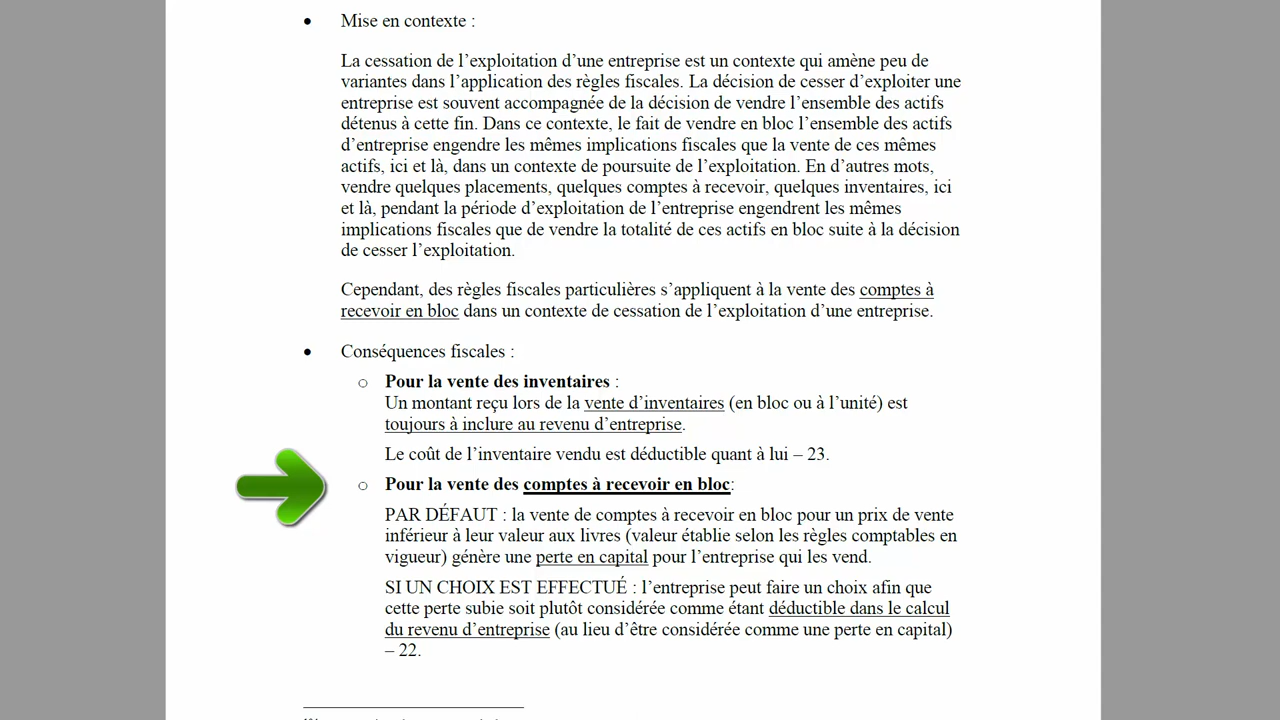 • Mise en contexte :
La cessation de l’exploitation d’une entreprise est un contexte qui amène peu de
variantes dans l’application des règles fiscales. La décision de cesser d’exploiter une
entreprise est souvent accompagnée de la décision de vendre l’ensemble des actifs
détenus à cette fin. Dans ce contexte, le fait de vendre en bloc l’ensemble des actifs
d’entreprise engendre les mêmes implications fiscales que la vente de ces mêmes
actifs, ici et là, dans un contexte de poursuite de l’exploitation. En d’autres mots,
vendre quelques placements, quelques comptes à recevoir, quelques inventaires, ici
et là, pendant la période d’exploitation de l’entreprise engendrent les mêmes
implications fiscales que de vendre la totalité de ces actifs en bloc suite à la décision
de cesser l’exploitation.
Cependant, des règles fiscales particulières s’appliquent à la vente des comptes à
recevoir en bloc dans un contexte de cessation de l’exploitation d’une entreprise.
• Conséquences fiscales :
o Pour la vente des inventaires :
Un montant reçu lors de la vente d’inventaires (en bloc ou à l’unité) est
toujours à inclure au revenu d’entreprise.
Le coût de l’inventaire vendu est déductible quant à lui – 23.
o Pour la vente des comptes à recevoir en bloc:
PAR DÉFAUT : la vente de comptes à recevoir en bloc pour un prix de vente
inférieur à leur valeur aux livres (valeur établie selon les règles comptables en
vigueur) génère une perte en capital pour l’entreprise qui les vend.
SI UN CHOIX EST EFFECTUÉ : l’entreprise peut faire un choix afin que
cette perte subie soit plutôt considérée comme étant déductible dans le calcul
du revenu d’entreprise (au lieu d’être considérée comme une perte en capital)
– 22.